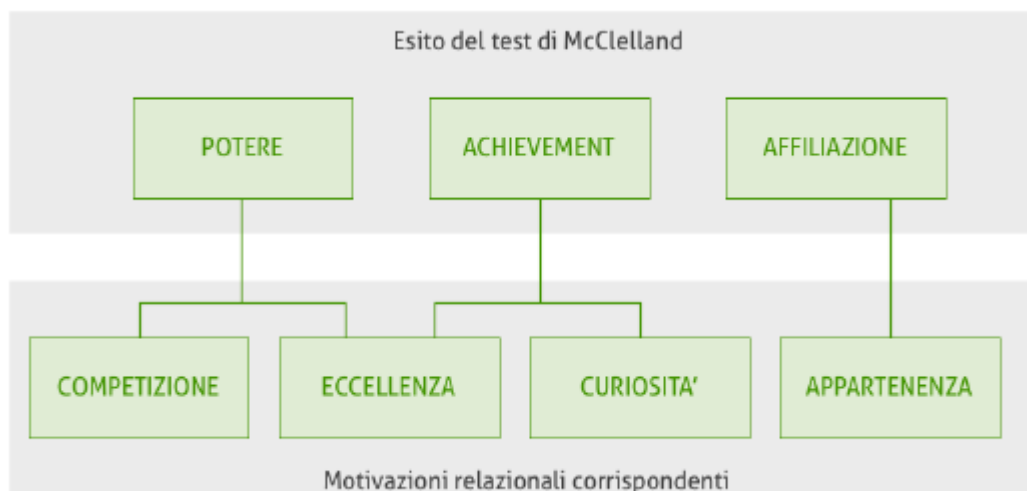 Esito del test di McClelland
POTERE
ACHIEVEMENT
AFFILIAZIONE
COMPETIZIONE
ECCELLENZA
CURIOSITA'
APPARTENENZA
Motivazioni relazionali corrispondenti